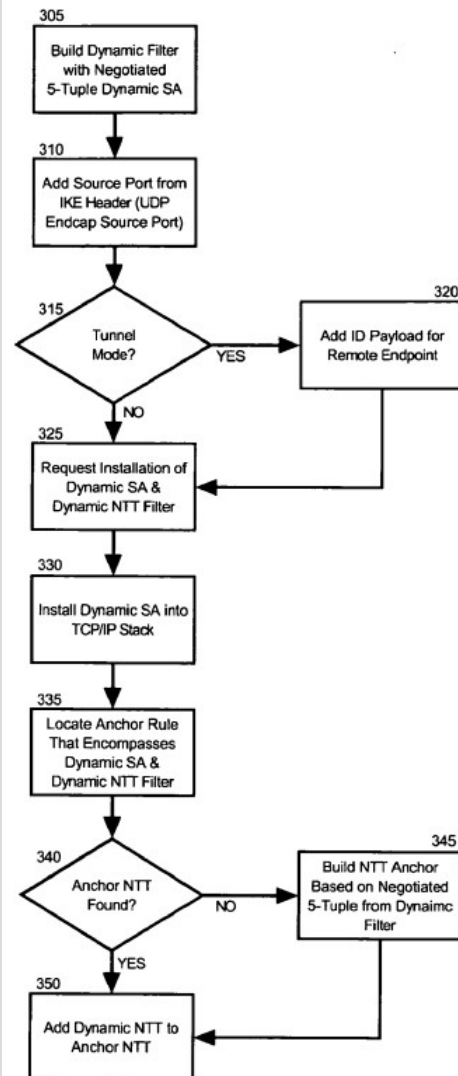 305
Build Dynamic Filter
with Negotiated
5-Tuple Dynamic SA
310
Add Source Port from
IKE Header (UDP
Endcap Source Port)
315
Tunnel
Mode?
YES
NO
320
Add ID Payload for
Remote Endpoint
325
Request Installation of
Dynamic SA &
Dynamic NTT Filter
330
Install Dynamic SA into
TCP/IP Stack
335
Locate Anchor Rule
That Encompasses
Dynamic SA &
Dynamic NTT Filter
340
Anchor NTT
Found?
NO
YES
345
Build NTT Anchor
Based on Negotiated
5-Tuple from Dynaimc
Filter
350
Add Dynamic NTT to
Anchor NTT